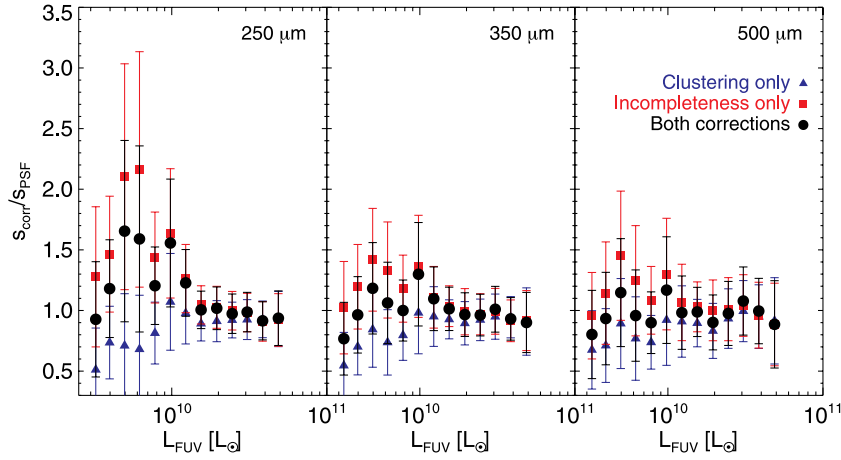 3.5
3.0
2.5
2.0
1.5
1.0
0.5
s_corr/s_PSF
250 μm
350 μm
500 μm
Clustering only
Incompleteness only
Both corrections
10^10
10^11
10^10
10^11
10^10
10^11
L_FUV [L_⊙]
L_FUV [L_⊙]
L_FUV [L_⊙]